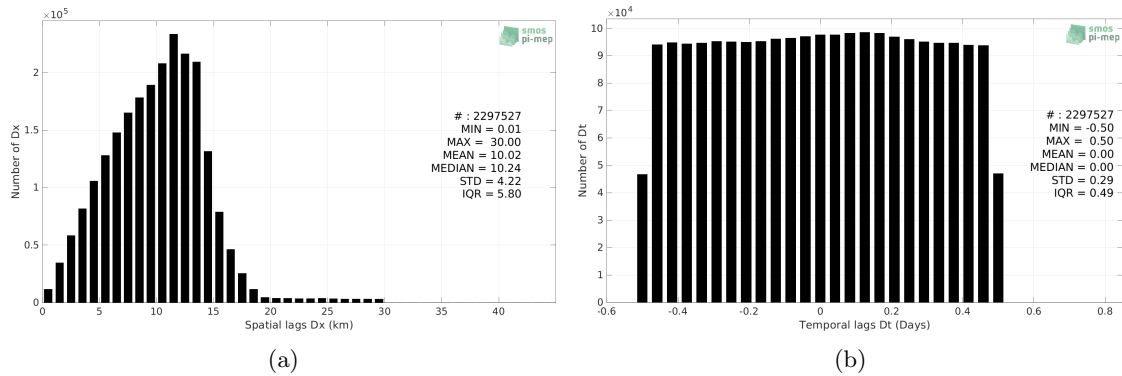 ×10⁵
smos
pi-mep
2
1.5
1
0.5
0
Number of Dx
# : 2297527
MIN = 0.01
MAX = 30.00
MEAN = 10.02
MEDIAN = 10.24
STD = 4.22
IQR = 5.80
0 5 10 15 20 25 30 35 40
Spatial lags Dx (km)
(a)
×10⁴
smos
pi-mep
10
9
8
7
6
5
4
3
2
1
0
Number of Dt
# : 2297527
MIN = -0.50
MAX = 0.50
MEAN = 0.00
MEDIAN = 0.00
STD = 0.29
IQR = 0.49
-0.6 -0.4 -0.2 0 0.2 0.4 0.6 0.8
Temporal lags Dt (Days)
(b)